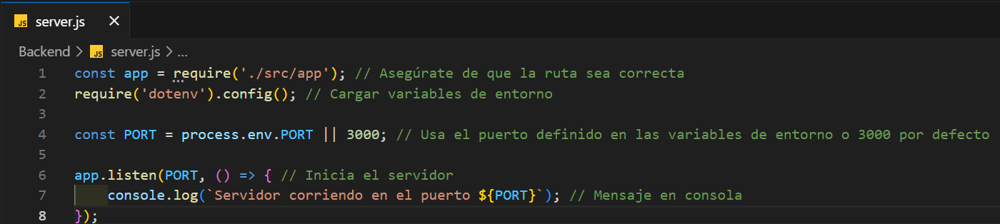 JS server.js ×
Backend > JS server.js > ...
1 const app = require('./src/app'); // Asegúrate de que la ruta sea correcta
2 require('dotenv').config(); // Cargar variables de entorno
3
4 const PORT = process.env.PORT || 3000; // Usa el puerto definido en las variables de entorno o 3000 por defecto
5
6 app.listen(PORT, () => { // Inicia el servidor
7     console.log(`Servidor corriendo en el puerto ${PORT}`); // Mensaje en consola
8 });